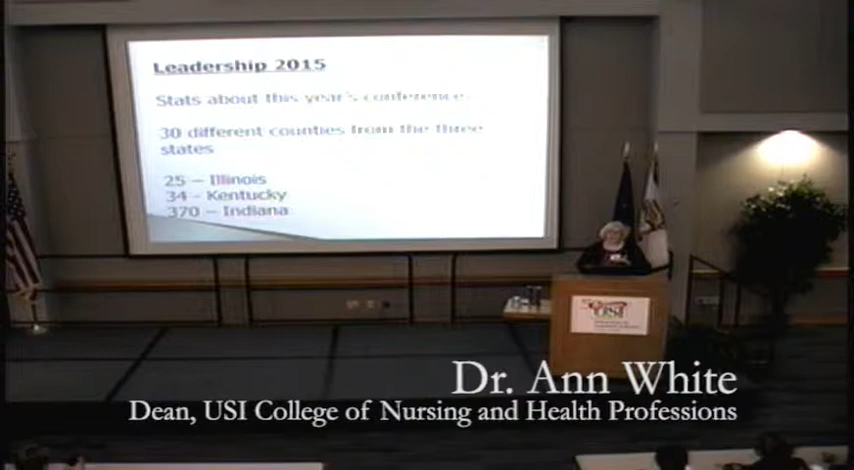 Leadership 2015
Stats about this year's conference
30 different counties from the three
states
25 – Illinois
34 - Kentucky
370 – Indiana
USI
Dr. Ann White
Dean, USI College of Nursing and Health Professions